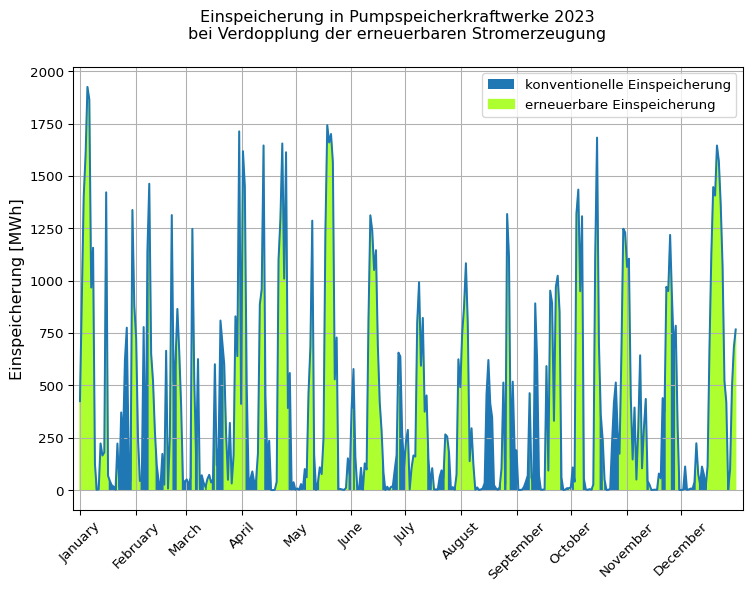 Einspeicherung in Pumpspeicherkraftwerke 2023
bei Verdopplung der erneuerbaren Stromerzeugung
konventionelle Einspeicherung
erneuerbare Einspeicherung
Einspeicherung [MWh]
2000
1750
1500
1250
1000
750
500
250
0
January
February
March
April
May
June
July
August
September
October
November
December